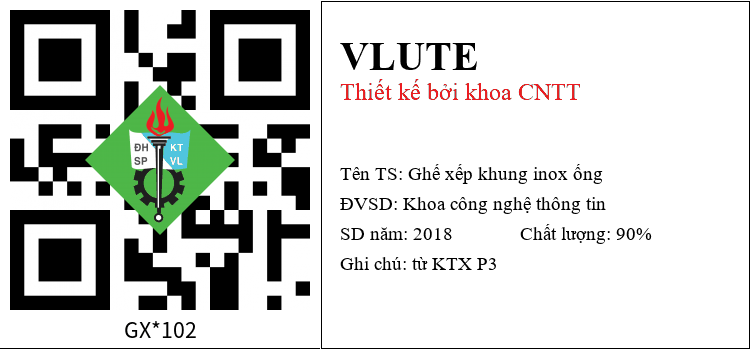 ĐH KT
SP VL
GX*102
VLUTE
Thiết kế bởi khoa CNTT
Tên TS: Ghế xếp khung inox ống
ĐVSD: Khoa công nghệ thông tin
SD năm: 2018 Chất lượng: 90%
Ghi chú: từ KTX P3